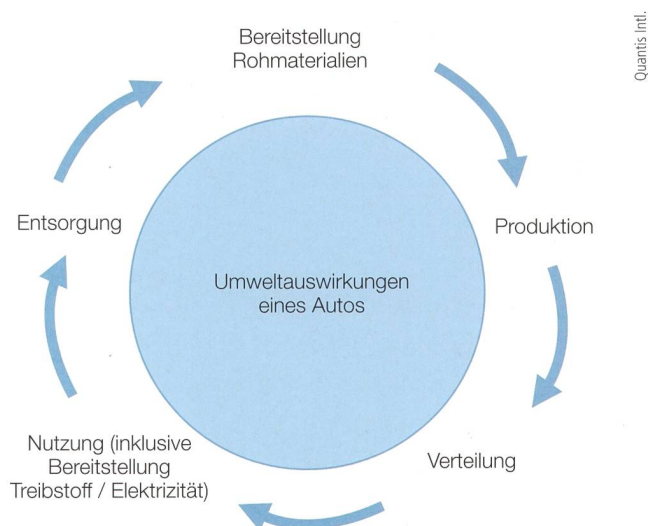 Bereitstellung
Rohmaterialien
Quantis Intl.
Entsorgung
Produktion
Umweltauswirkungen
eines Autos
Nutzung (inklusive
Bereitstellung
Treibstoff / Elektrizität)
Verteilung